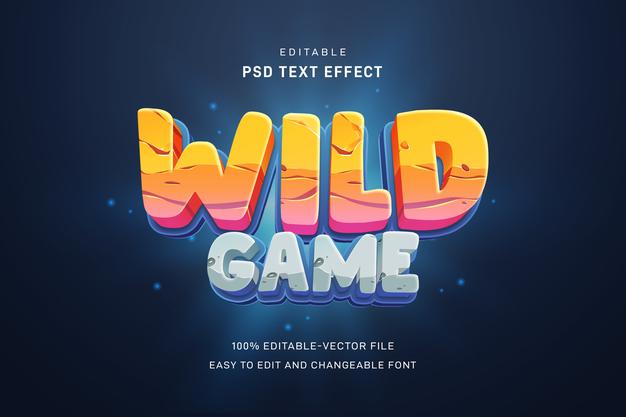 EDITABLE
PSD TEXT EFFECT
WILD
GAME
100% EDITABLE-VECTOR FILE
EASY TO EDIT AND CHANGEABLE FONT